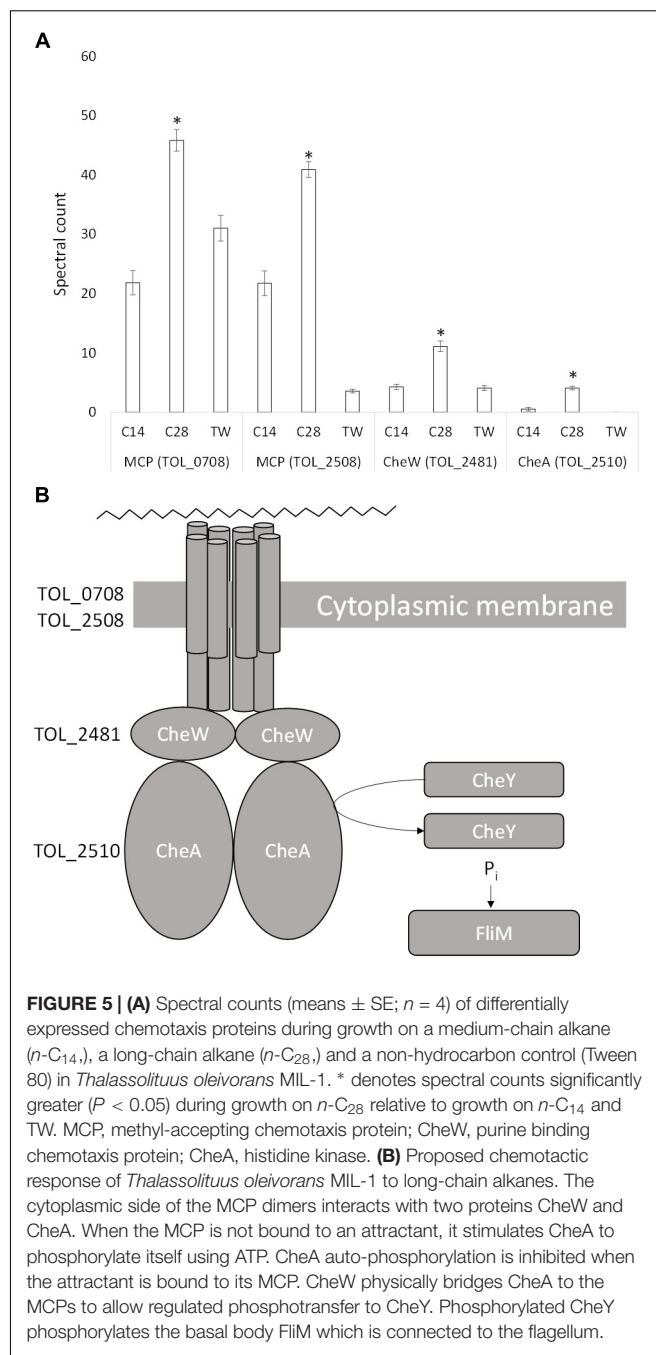 A
60
50
40
30
20
10
0
Spectral count
*
*
*
*
C14 C28 TW C14 C28 TW C14 C28 TW C14 C28 TW
MCP (TOL_0708) MCP (TOL_2508) CheW (TOL_2481) CheA (TOL_2510)
B
TOL_0708
TOL_2508
Cytoplasmic membrane
TOL_2481
CheW CheW
CheY
TOL_2510
CheA CheA
CheY
Pi
FliM
FIGURE 5 | (A) Spectral counts (means ± SE; n = 4) of differentially
expressed chemotaxis proteins during growth on a medium-chain alkane
(n-C14,), a long-chain alkane (n-C28,) and a non-hydrocarbon control (Tween
80) in Thalassolituus oleivorans MIL-1. * denotes spectral counts significantly
greater (P < 0.05) during growth on n-C28 relative to growth on n-C14 and
TW. MCP, methyl-accepting chemotaxis protein; CheW, purine binding
chemotaxis protein; CheA, histidine kinase. (B) Proposed chemotactic
response of Thalassolituus oleivorans MIL-1 to long-chain alkanes. The
cytoplasmic side of the MCP dimers interacts with two proteins CheW and
CheA. When the MCP is not bound to an attractant, it stimulates CheA to
phosphorylate itself using ATP. CheA auto-phosphorylation is inhibited when
the attractant is bound to its MCP. CheW physically bridges CheA to the
MCPs to allow regulated phosphotransfer to CheY. Phosphorylated CheY
phosphorylates the basal body FliM which is connected to the flagellum.